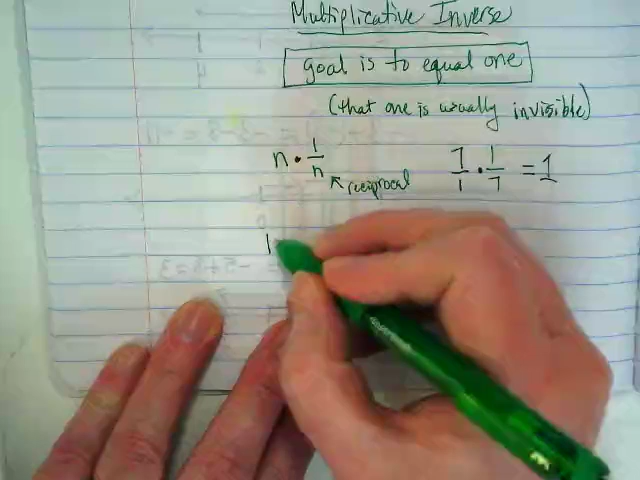 Multiplicative Inverse
goal is to equal one
(that one is usually invisible)
n · 1/n
reciprocal
7/1 · 1/7 = 1
1